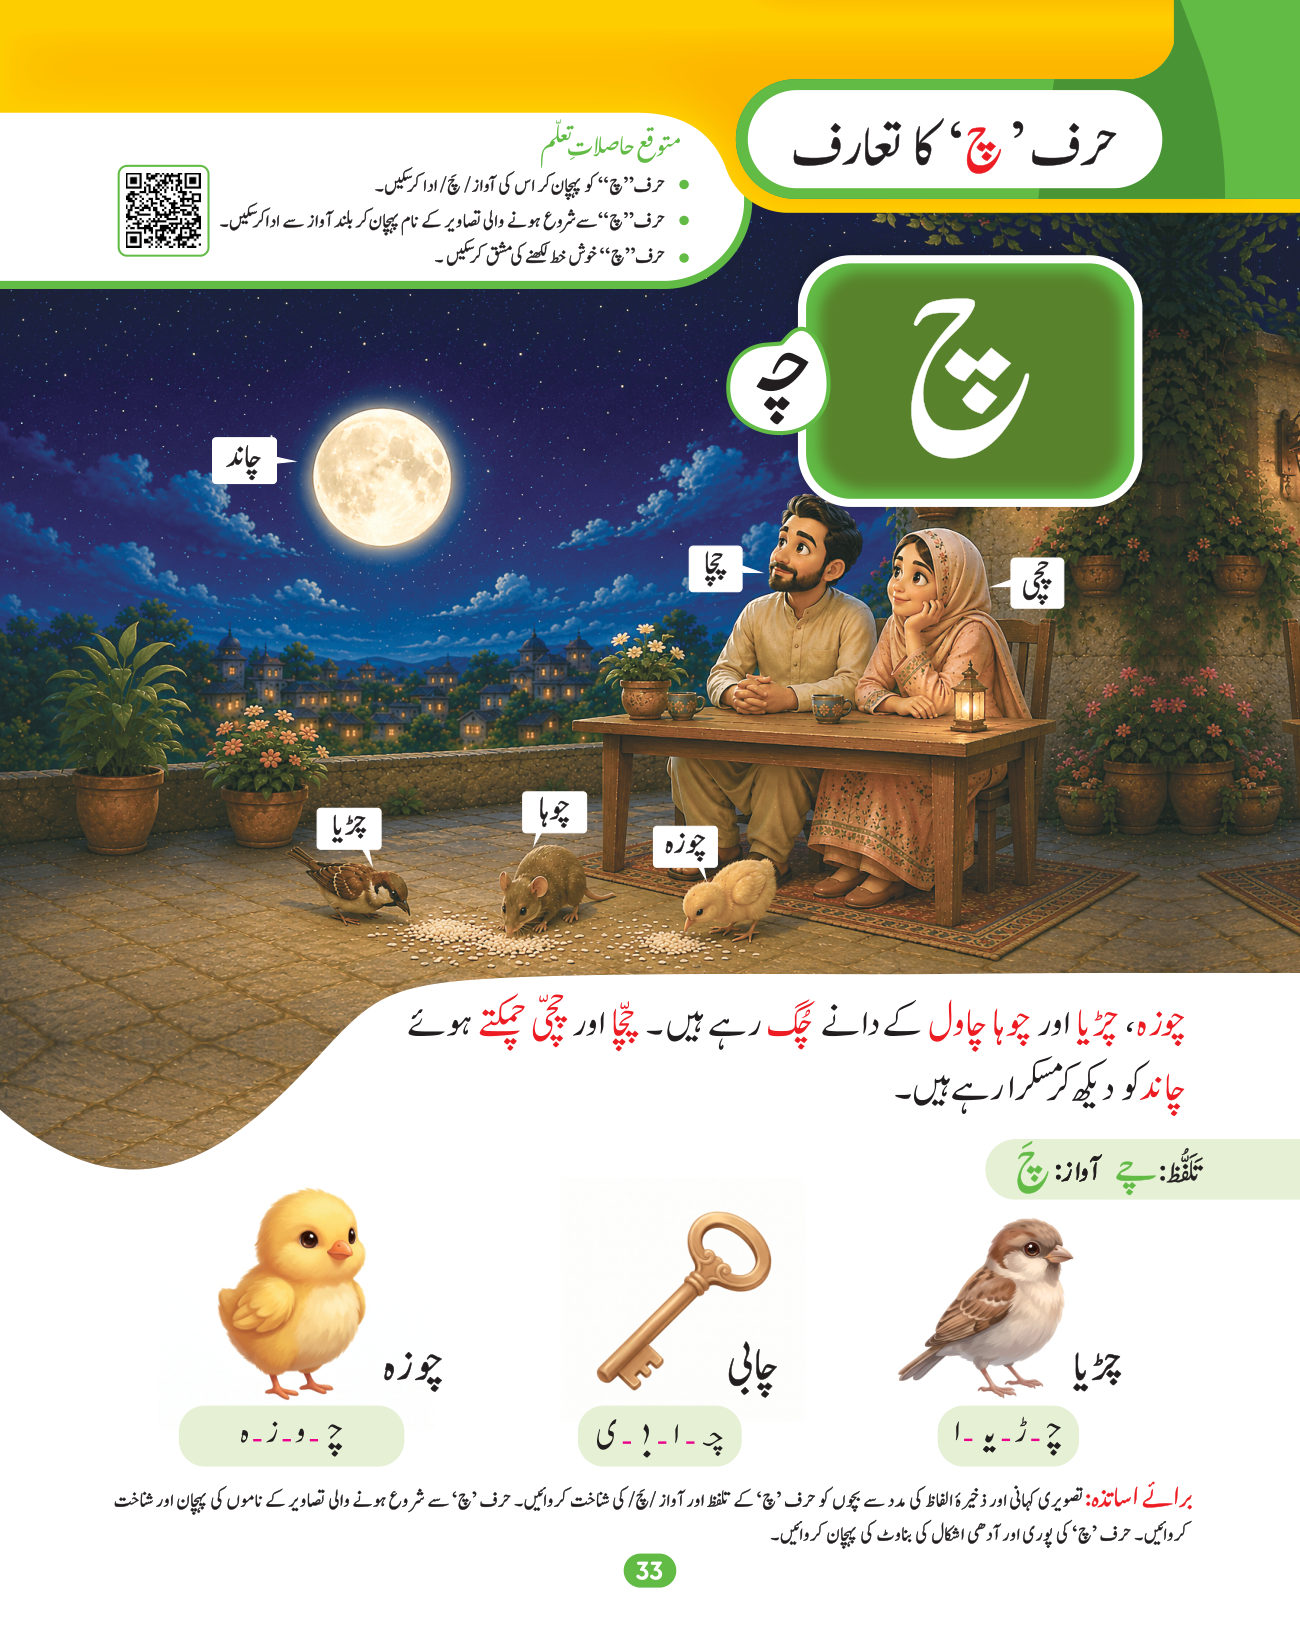 حرف ’چ‘ کا تعارف
متوقع حاصلاتِ تعلّم
حرف”چ“ کو پہچان کر اس کی آواز /چَ/ ادا کر سکیں۔
حرف”چ“ سے شروع ہونے والی تصاویر کے نام پہچان کر بلند آواز سے ادا کر سکیں۔
حرف”چ“ خوش خط لکھنے کی مشق کر سکیں۔
چ
چـ
چاند
چچا
چچی
چڑیا
چوہا
چوزہ
چوزہ، چڑیا اور چوہا چاول کے دانے چُگ رہے ہیں۔ چچّا اور چچّی چمکتے ہوئے
چاند کو دیکھ کر مسکرا رہے ہیں۔
تَلَفُّظ: چے آواز: چَ
چڑیا
چابی
چوزہ
چـ - ڑ - یـ - ا
چـ - ا - بـ - ی
چـ - و - ز - ہ
برائے اساتذہ: تصویری کہانی اور ذخیرۂ الفاظ کی مدد سے بچوں کو حرف ’چ‘ کے تلفظ اور آواز /چَ/ کی شناخت کروائیں۔ حرف ’چ‘ سے شروع ہونے والی تصاویر کے ناموں کی پہچان اور شناخت
کروائیں۔ حرف ’چ‘ کی پوری اور آدھی اشکال کی بناوٹ کی پہچان کروائیں۔
33